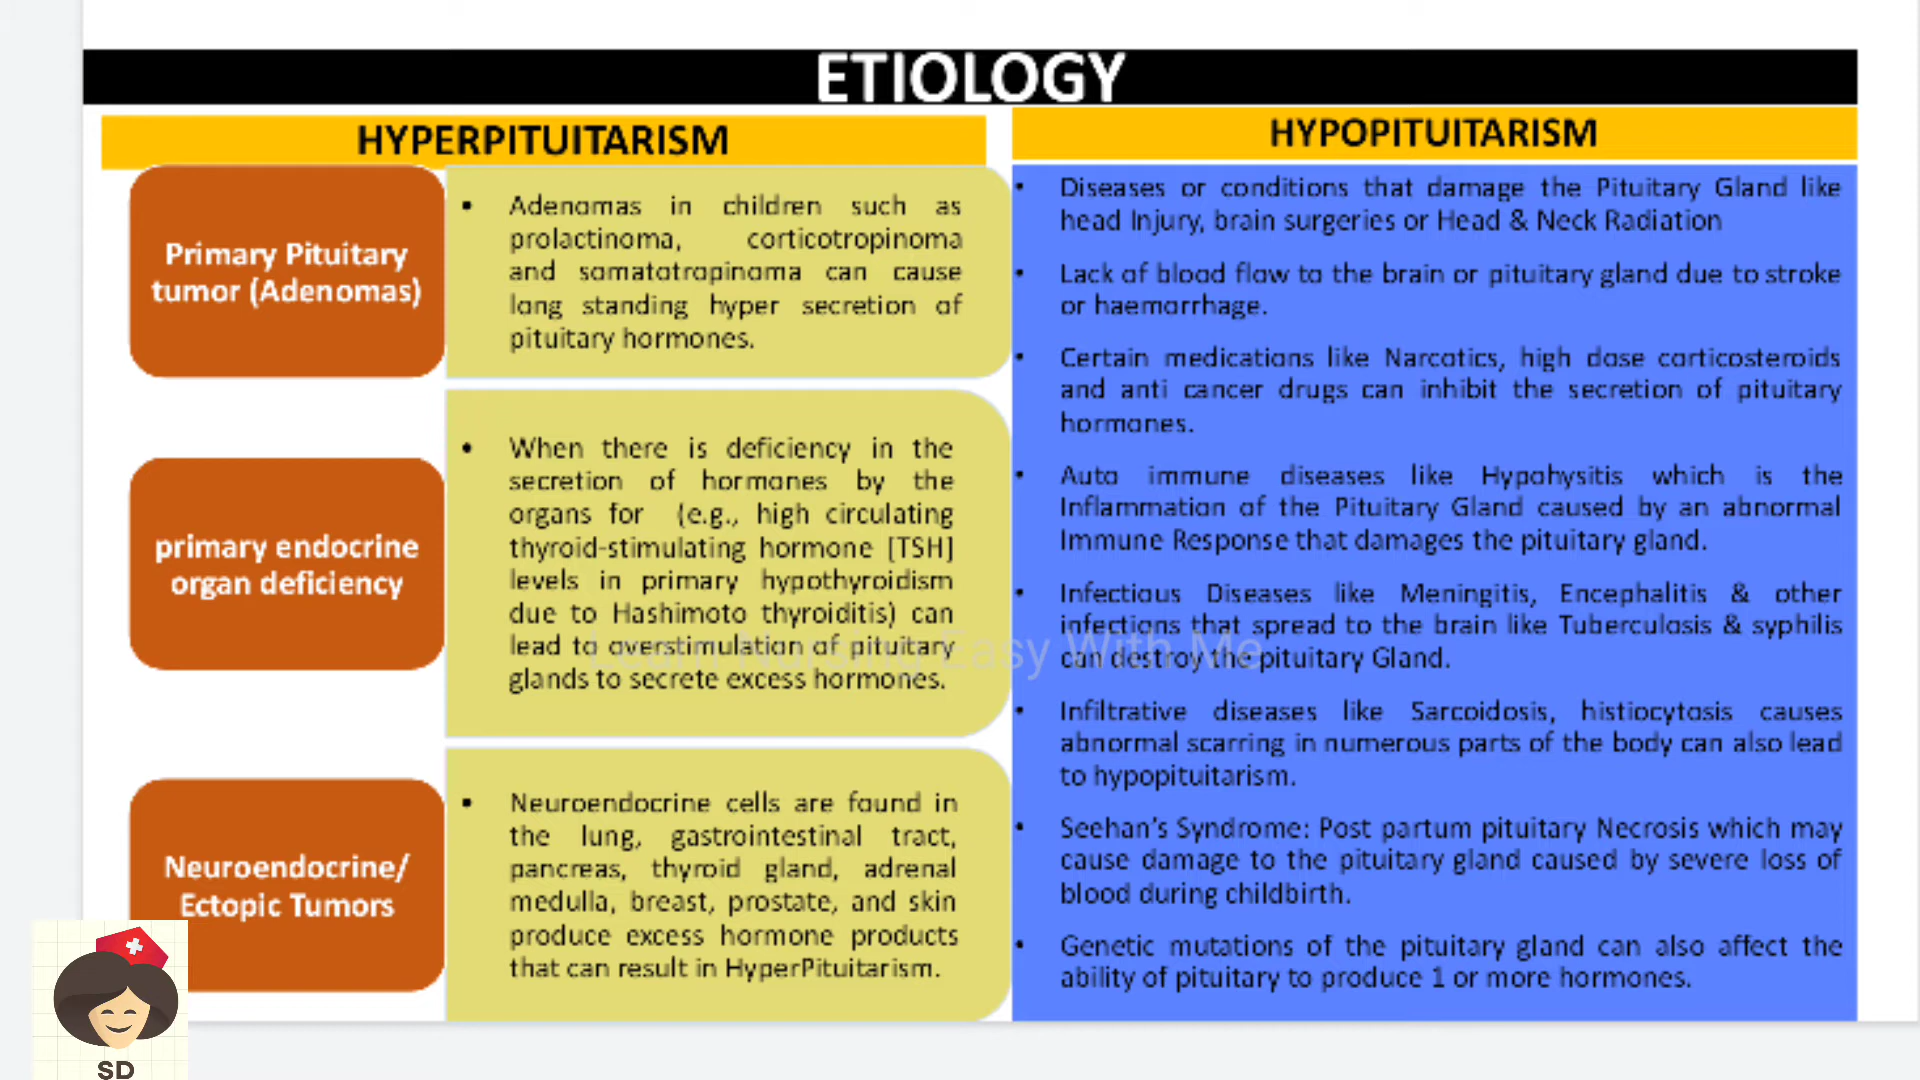 ETIOLOGY
HYPERPITUITARISM
Primary Pituitary
tumor (Adenomas)
• Adenomas in children such as
prolactinoma, corticotropinoma
and somatotropinoma can cause
long standing hyper secretion of
pituitary hormones.
primary endocrine
organ deficiency
• When there is deficiency in the
secretion of hormones by the
organs for (e.g., high circulating
thyroid-stimulating hormone [TSH]
levels in primary hypothyroidism
due to Hashimoto thyroiditis) can
lead to overstimulation of pituitary
glands to secrete excess hormones.
Neuroendocrine/
Ectopic Tumors
• Neuroendocrine cells are found in
the lung, gastrointestinal tract,
pancreas, thyroid gland, adrenal
medulla, breast, prostate, and skin
produce excess hormone products
that can result in HyperPituitarism.
HYPOPITUITARISM
• Diseases or conditions that damage the Pituitary Gland like
head Injury, brain surgeries or Head & Neck Radiation
• Lack of blood flow to the brain or pituitary gland due to stroke
or haemorrhage.
• Certain medications like Narcotics, high dose corticosteroids
and anti cancer drugs can inhibit the secretion of pituitary
hormones.
• Auto immune diseases like Hypohysitis which is the
Inflammation of the Pituitary Gland caused by an abnormal
Immune Response that damages the pituitary gland.
• Infectious Diseases like Meningitis, Encephalitis & other
infections that spread to the brain like Tuberculosis & syphilis
can destroy the pituitary Gland.
• Infiltrative diseases like Sarcoidosis, histiocytosis causes
abnormal scarring in numerous parts of the body can also lead
to hypopituitarism.
• Seehan's Syndrome: Post partum pituitary Necrosis which may
cause damage to the pituitary gland caused by severe loss of
blood during childbirth.
• Genetic mutations of the pituitary gland can also affect the
ability of pituitary to produce 1 or more hormones.
Learn Nursing Easy With Me
SD